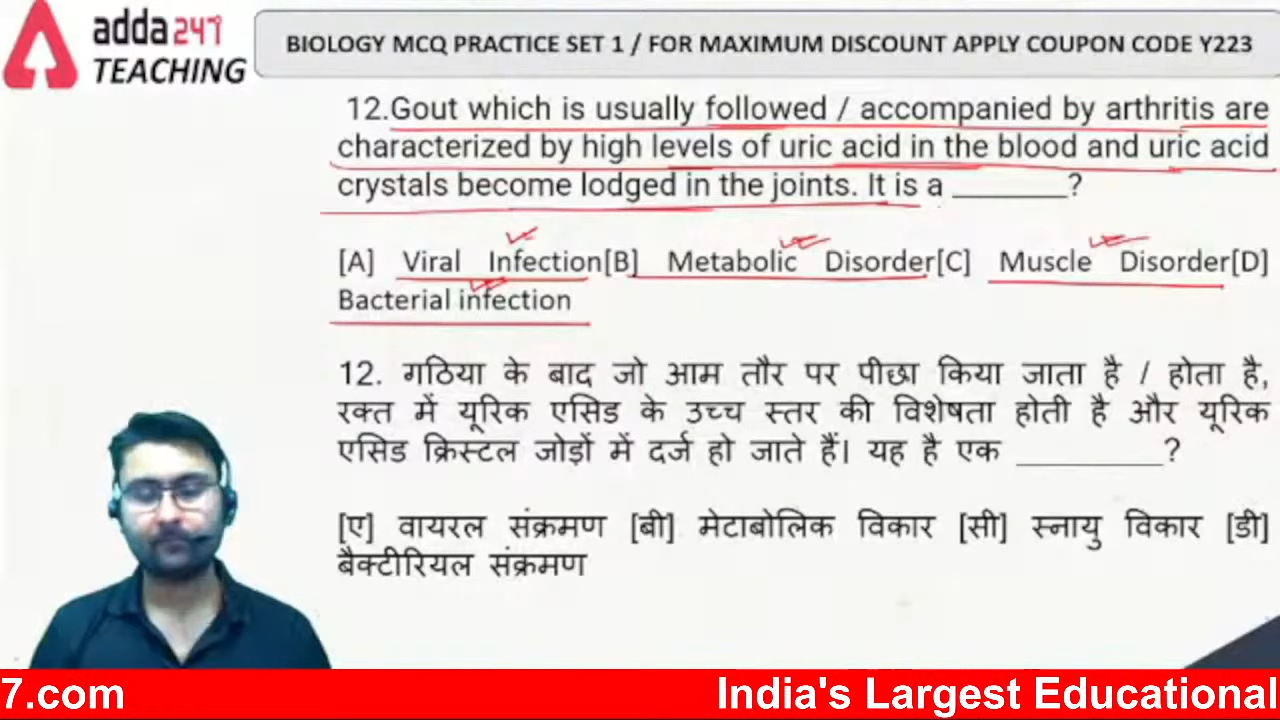 adda247
TEACHING
BIOLOGY MCQ PRACTICE SET 1 / FOR MAXIMUM DISCOUNT APPLY COUPON CODE Y223
12.Gout which is usually followed / accompanied by arthritis are
characterized by high levels of uric acid in the blood and uric acid
crystals become lodged in the joints. It is a ________?
[A] Viral Infection[B] Metabolic Disorder[C] Muscle Disorder[D]
Bacterial infection
12. गठिया के बाद जो आम तौर पर पीछा किया जाता है / होता है,
रक्त में यूरिक एसिड के उच्च स्तर की विशेषता होती है और यूरिक
एसिड क्रिस्टल जोड़ों में दर्ज हो जाते हैं। यह है एक __________?
[ए] वायरल संक्रमण [बी] मेटाबोलिक विकार [सी] स्नायु विकार [डी]
बैक्टीरियल संक्रमण
7.com India's Largest Educational